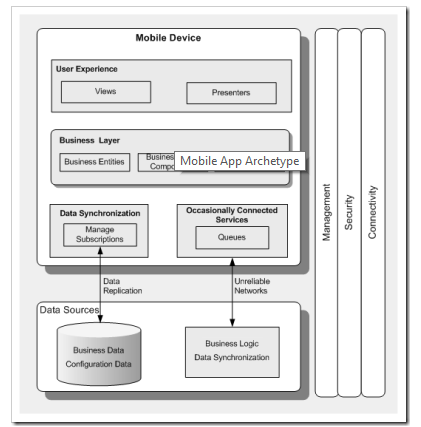 Mobile Device
User Experience
Views
Presenters
Business Layer
Business Entities
Business
Compo
Mobile App Archetype
Data Synchronization
Manage
Subscriptions
Occasionally Connected
Services
Queues
Data
Replication
Unreliable
Networks
Data Sources
Business Data
Configuration Data
Business Logic
Data Synchronization
Management
Security
Connectivity